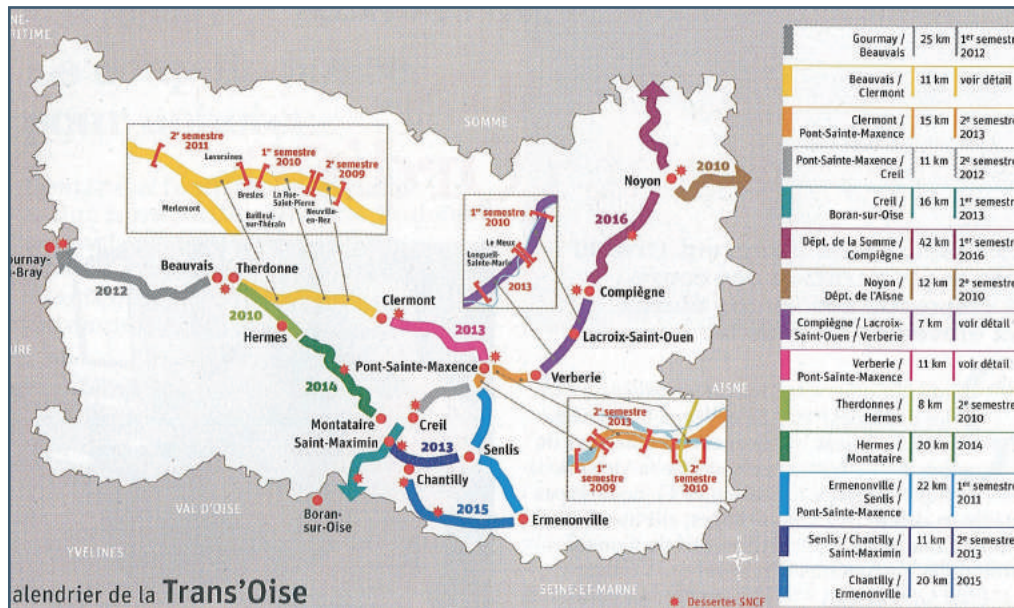 INE-
RITIME
SOMME
2e semestre
2011
Laversines
1er semestre
2010
2e semestre
2009
Bresles
La Rue-
Saint-Pierre
Merlemont
Bailleul-
sur-Thérain
Neuville-
en-Hez
1er semestre
2010
Le Meux
Longueil-
Sainte-Marie
2013
Noyon
2010
2016
ournay-
-Bray
2012
Beauvais
Therdonne
2010
Hermes
Clermont
2013
Compiègne
Lacroix-Saint-Ouen
URE
2014
Pont-Sainte-Maxence
Verberie
AISNE
Montataire
Creil
Saint-Maximin
2013
Senlis
Chantilly
2015
Ermenonville
Boran-
sur-Oise
2e semestre
2013
1er
semestre
2009
2e
semestre
2010
VAL D'OISE
YVELINES
SEINE-ET-MARNE
alendrier de la Trans'Oise
Dessertes SNCF
Gournay / Beauvais 25 km 1er semestre 2012
Beauvais / Clermont 11 km voir détail
Clermont / Pont-Sainte-Maxence 15 km 2e semestre 2013
Pont-Sainte-Maxence / Creil 11 km 2e semestre 2012
Creil / Boran-sur-Oise 16 km 1er semestre 2013
Dépt. de la Somme / Compiègne 42 km 1er semestre 2016
Noyon / Dépt. de l'Aisne 12 km 2e semestre 2010
Compiègne / Lacroix-Saint-Ouen / Verberie 7 km voir détail
Verberie / Pont-Sainte-Maxence 11 km voir détail
Therdonnes / Hermes 8 km 2e semestre 2010
Hermes / Montataire 20 km 2014
Ermenonville / Senlis / Pont-Sainte-Maxence 22 km 1er semestre 2011
Senlis / Chantilly / Saint-Maximin 11 km 2e semestre 2013
Chantilly / Ermenonville 20 km 2015